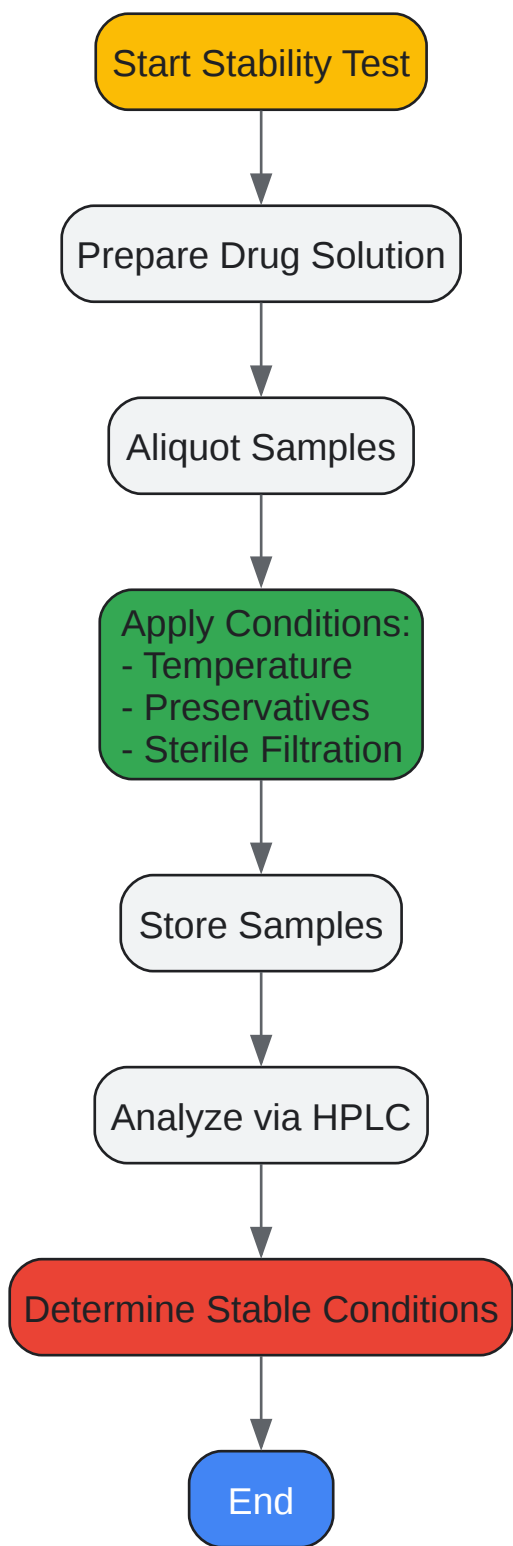 Start Stability Test
Prepare Drug Solution
Aliquot Samples
Apply Conditions:
- Temperature
- Preservatives
- Sterile Filtration
Store Samples
Analyze via HPLC
Determine Stable Conditions
End